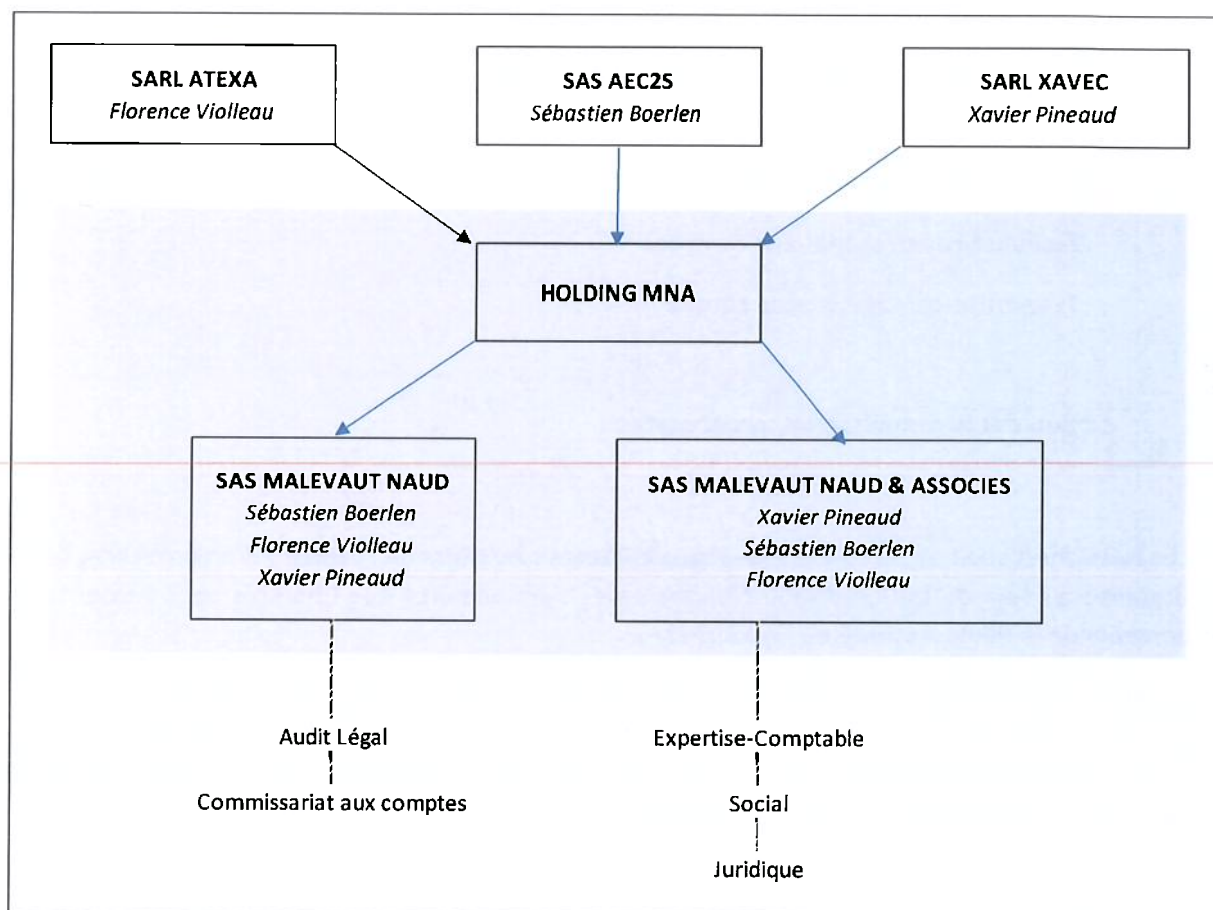 SARL ATEXA
Florence Violleau
SAS AEC2S
Sébastien Boerlen
SARL XAVEC
Xavier Pineaud
HOLDING MNA
SAS MALEVAUT NAUD
Sébastien Boerlen
Florence Violleau
Xavier Pineaud
SAS MALEVAUT NAUD & ASSOCIES
Xavier Pineaud
Sébastien Boerlen
Florence Violleau
Audit Légal
Commissariat aux comptes
Expertise-Comptable
Social
Juridique